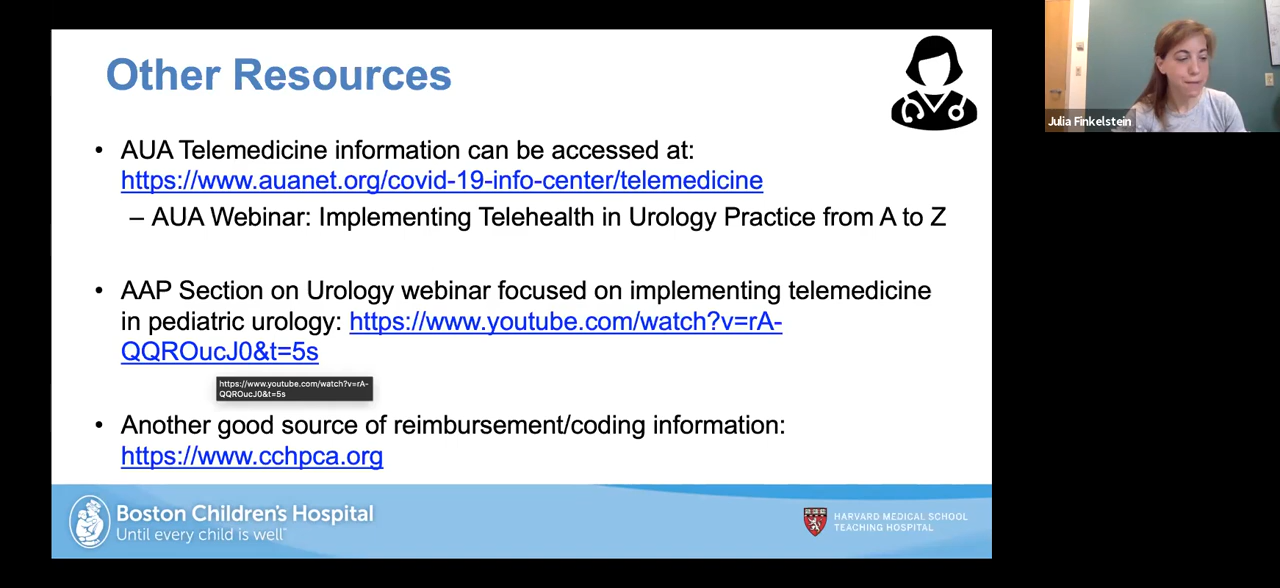 Other Resources
• AUA Telemedicine information can be accessed at:
https://www.auanet.org/covid-19-info-center/telemedicine
– AUA Webinar: Implementing Telehealth in Urology Practice from A to Z
• AAP Section on Urology webinar focused on implementing telemedicine
in pediatric urology: https://www.youtube.com/watch?v=rA-
QQROucJ0&t=5s
https://www.youtube.com/watch?v=rA-
QQROucJ0&t=5s
• Another good source of reimbursement/coding information:
https://www.cchpca.org
Boston Children's Hospital
Until every child is well™
HARVARD MEDICAL SCHOOL
TEACHING HOSPITAL
Julia Finkelstein